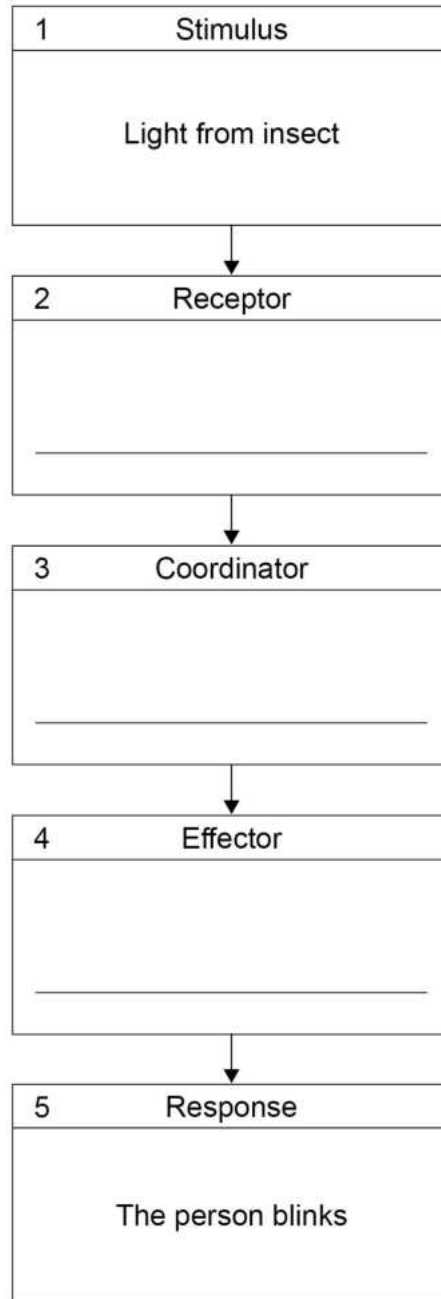 1 Stimulus
Light from insect
2 Receptor
3 Coordinator
4 Effector
5 Response
The person blinks